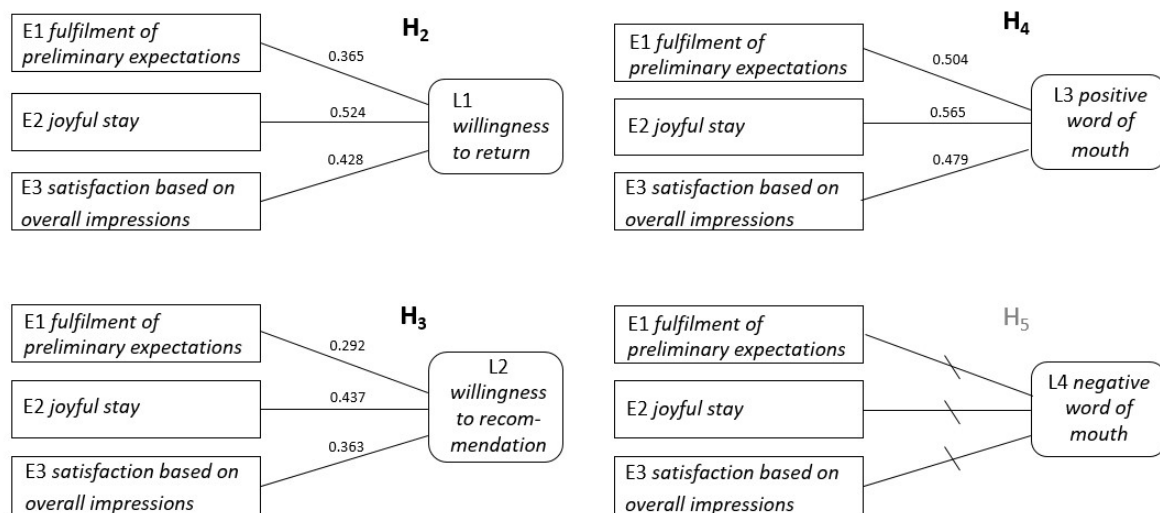 H2
E1 fulfilment of
preliminary expectations
0.365
E2 joyful stay
0.524
E3 satisfaction based on
overall impressions
0.428
L1
willingness
to return
H4
E1 fulfilment of
preliminary expectations
0.504
E2 joyful stay
0.565
E3 satisfaction based on
overall impressions
0.479
L3 positive
word of
mouth
H3
E1 fulfilment of
preliminary expectations
0.292
E2 joyful stay
0.437
E3 satisfaction based on
overall impressions
0.363
L2
willingness
to recom-
mendation
H5
E1 fulfilment of
preliminary expectations
E2 joyful stay
E3 satisfaction based on
overall impressions
L4 negative
word of
mouth